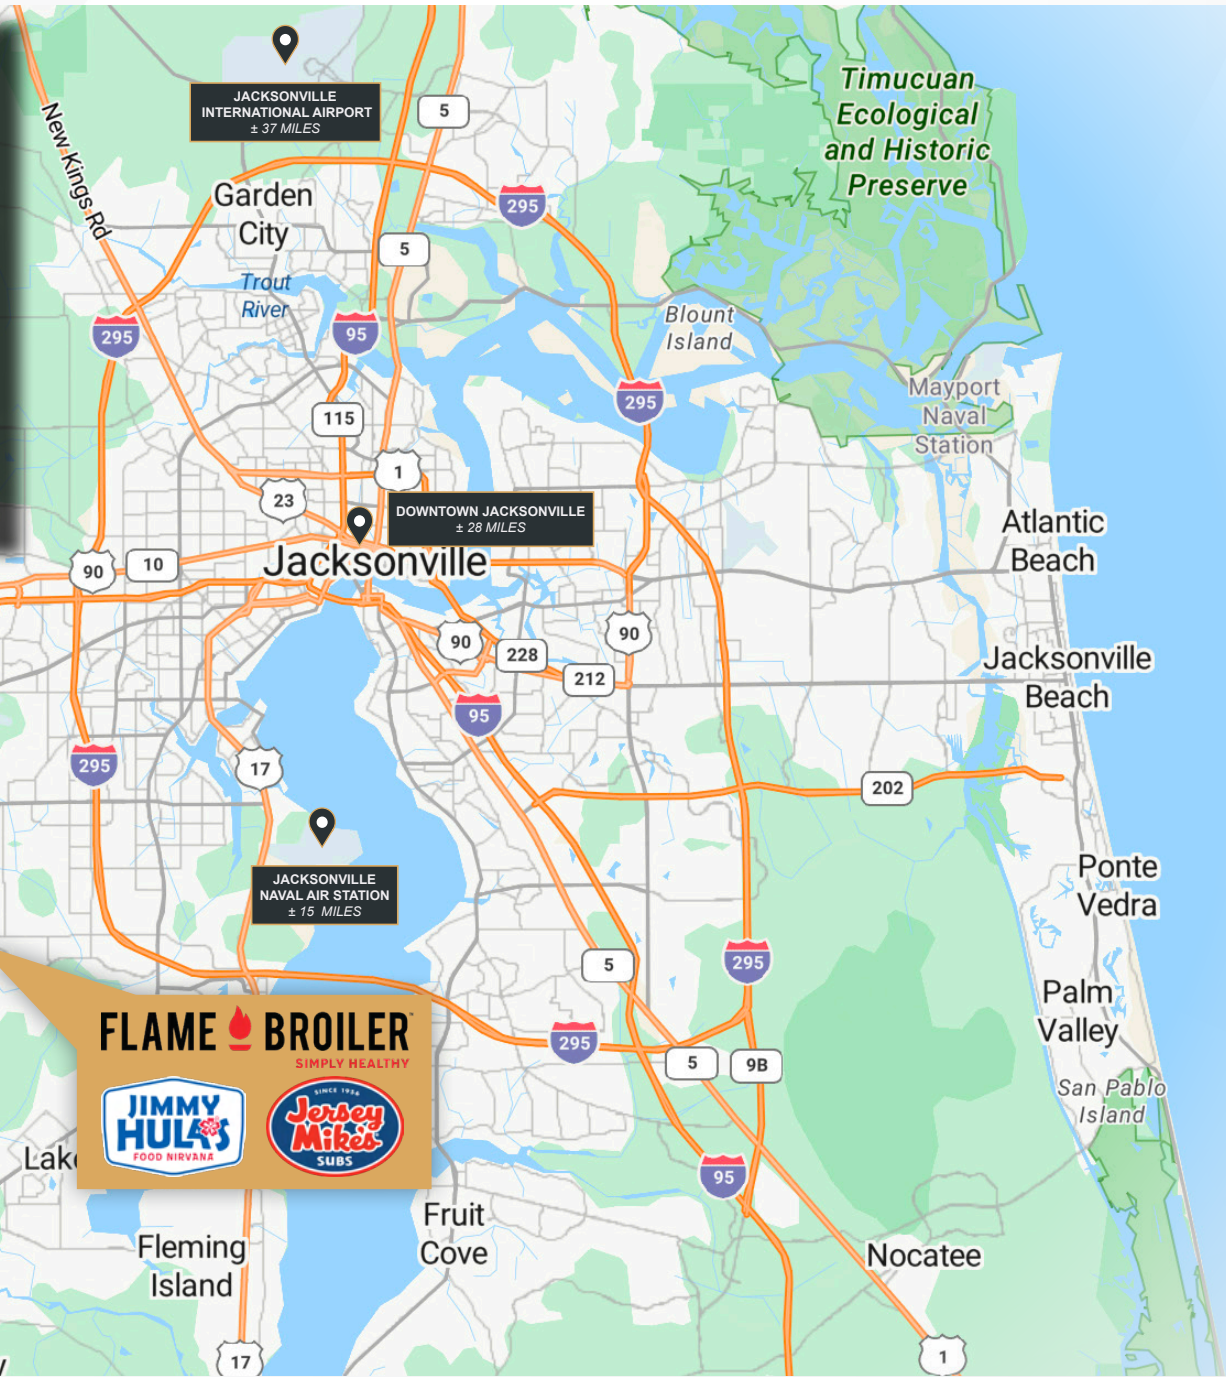 JACKSONVILLE
INTERNATIONAL AIRPORT
± 37 MILES
5
Timucuan
Ecological
and Historic
Preserve
New Kings Rd
Garden
City
295
5
Trout
River
295
95
Blount
Island
295
Mayport
Naval
Station
115
1
23
DOWNTOWN JACKSONVILLE
± 28 MILES
Atlantic
Beach
90
10
Jacksonville
90
228
90
212
Jacksonville
Beach
95
295
17
202
JACKSONVILLE
NAVAL AIR STATION
± 15 MILES
Ponte
Vedra
5
295
Palm
Valley
FLAME BROILER™
SIMPLY HEALTHY
295
5
9B
San Pablo
Island
JIMMY
HULA'S
FOOD NIRVANA
SINCE 1956
Jersey
Mike's
SUBS
95
Fruit
Cove
Fleming
Island
Nocatee
17
1